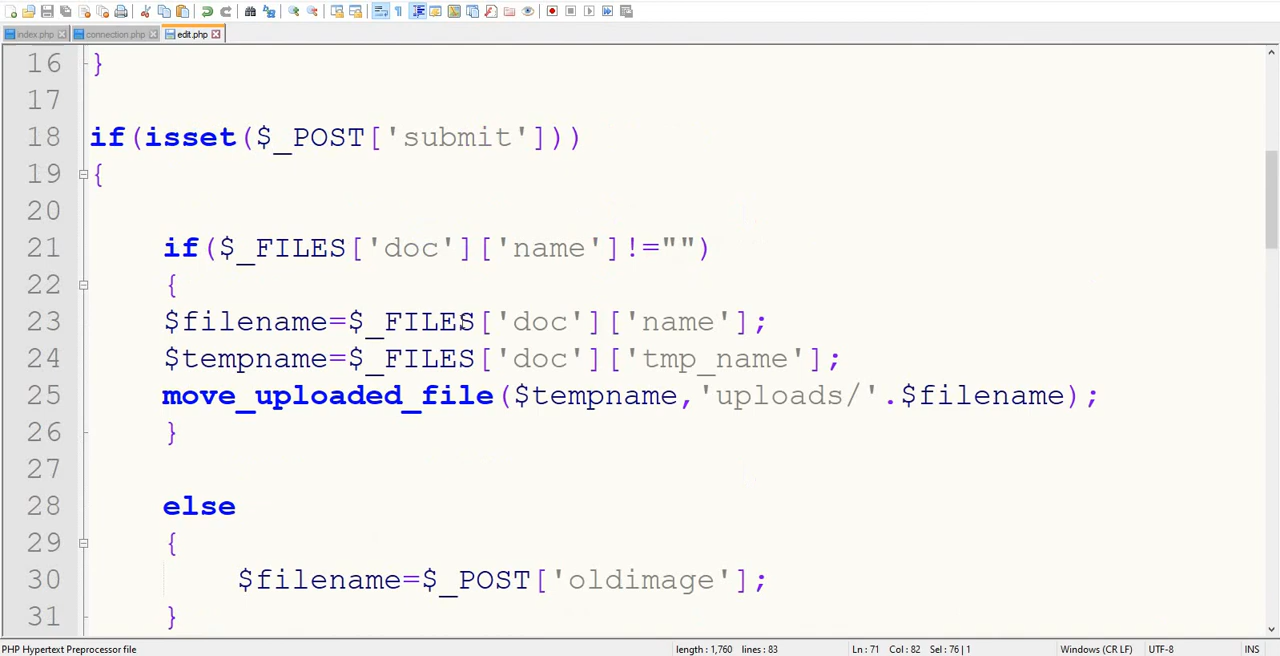 index.php connection.php edit.php
16 }
17
18 if(isset($_POST['submit']))
19 {
20
21 if($_FILES['doc']['name']!="")
22 {
23 $filename=$_FILES['doc']['name'];
24 $tempname=$_FILES['doc']['tmp_name'];
25 move_uploaded_file($tempname,'uploads/'.$filename);
26 }
27
28 else
29 {
30 $filename=$_POST['oldimage'];
31 }
PHP Hypertext Preprocessor file length : 1,760 lines : 83 Ln : 71 Col : 82 Sel : 76 | 1 Windows (CR LF) UTF-8 INS